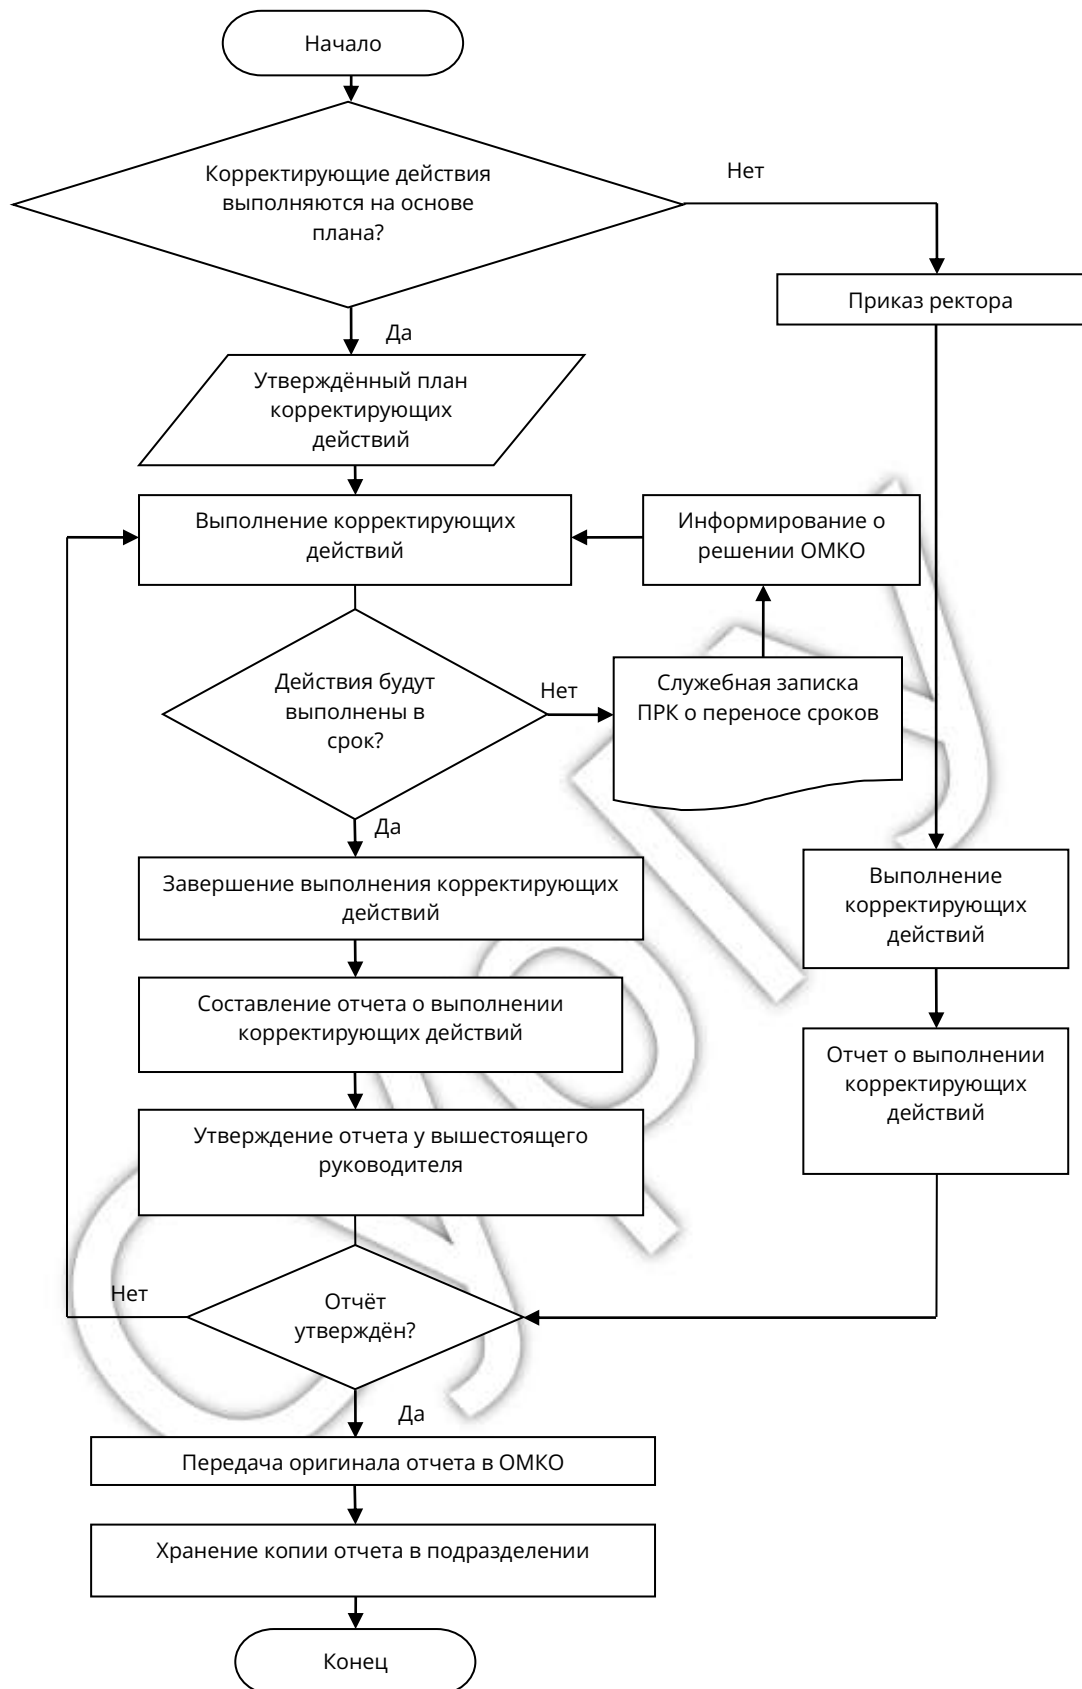 Начало
Корректирующие действия
выполняются на основе
плана?
Нет
Приказ ректора
Да
Утверждённый план
корректирующих
действий
Выполнение корректирующих
действий
Информирование о
решении ОМКО
Действия будут
выполнены в
срок?
Нет
Служебная записка
ПРК о переносе сроков
Да
Завершение выполнения корректирующих
действий
Выполнение
корректирующих
действий
Составление отчета о выполнении
корректирующих действий
Отчет о выполнении
корректирующих
действий
Утверждение отчета у вышестоящего
руководителя
Нет
Отчёт
утверждён?
Да
Передача оригинала отчета в ОМКО
Хранение копии отчета в подразделении
Конец